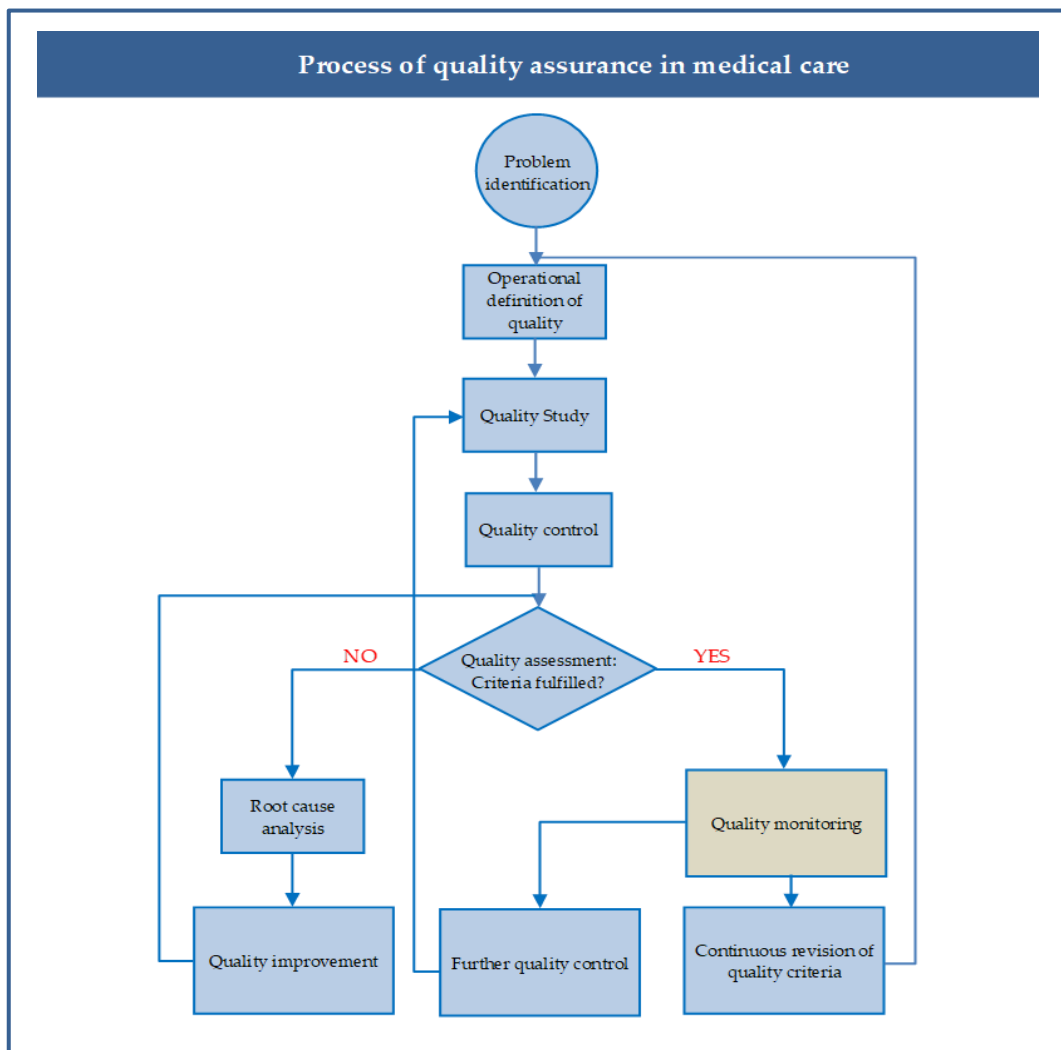 Process of quality assurance in medical care
Problem
identification
Operational
definition of
quality
Quality Study
Quality control
NO
Quality assessment:
Criteria fulfilled?
YES
Root cause
analysis
Quality monitoring
Quality improvement
Further quality control
Continuous revision of
quality criteria